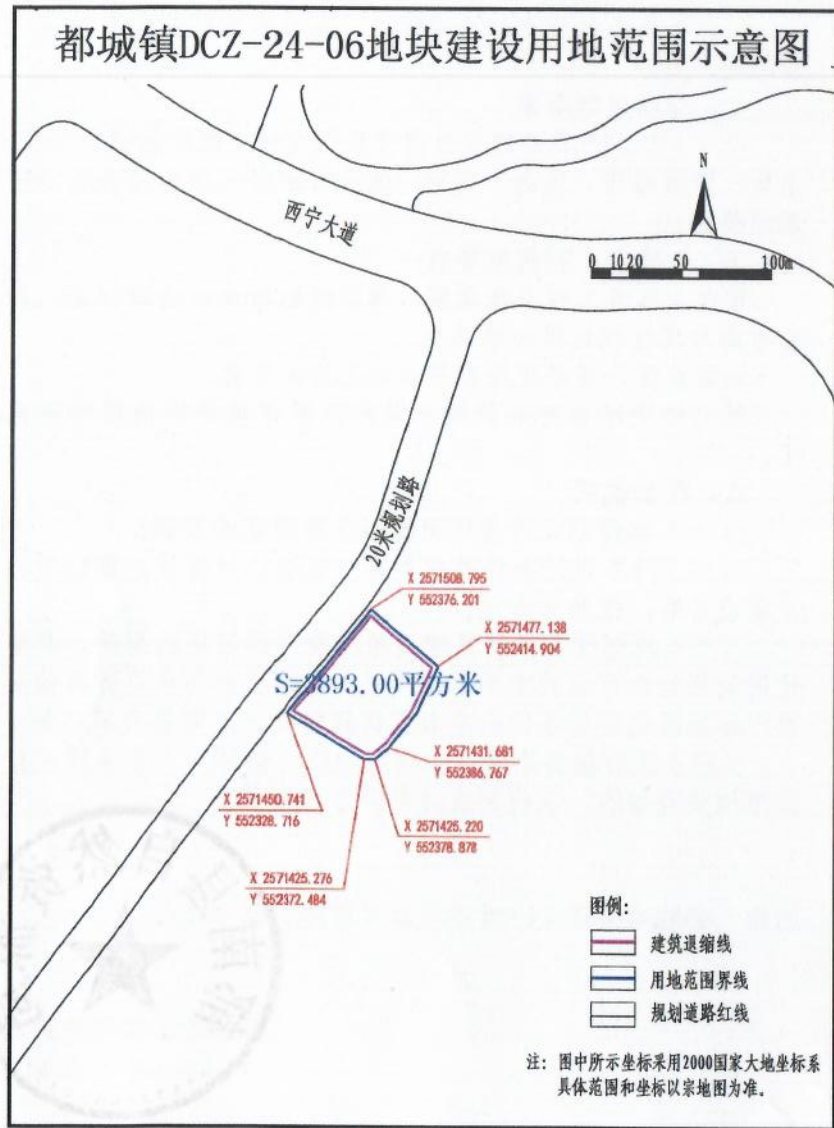 都城镇DCZ-24-06地块建设用地范围示意图
西宁大道
N
0 10 20 50 100m
20米规划路
X 2571508.795
Y 552376.201
X 2571477.138
Y 552414.904
S=3893.00平方米
X 2571431.681
Y 552386.767
X 2571450.741
Y 552328.716
X 2571425.220
Y 552378.878
X 2571425.276
Y 552372.484
图例：
建筑退缩线
用地范围界线
规划道路红线
注：图中所示坐标采用2000国家大地坐标系
具体范围和坐标以宗地图为准.